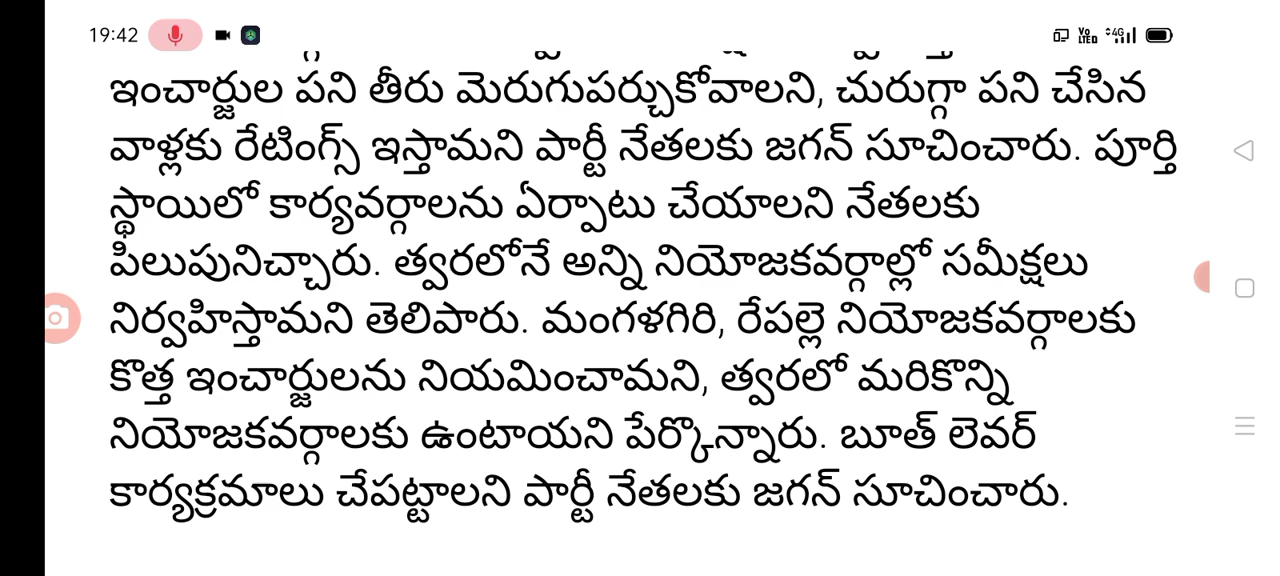 19:42
ఇంచార్జుల పని తీరు మెరుగుపర్చుకోవాలని, చురుగ్గా పని చేసిన
వాళ్లకు రేటింగ్స్ ఇస్తామని పార్టీ నేతలకు జగన్ సూచించారు. పూర్తి
స్థాయిలో కార్యవర్గాలను ఏర్పాటు చేయాలని నేతలకు
పిలుపునిచ్చారు. త్వరలోనే అన్ని నియోజకవర్గాల్లో సమీక్షలు
నిర్వహిస్తామని తెలిపారు. మంగళగిరి, రేపల్లె నియోజకవర్గాలకు
కొత్త ఇంచార్జులను నియమించామని, త్వరలో మరికొన్ని
నియోజకవర్గాలకు ఉంటాయని పేర్కొన్నారు. బూత్ లెవర్
కార్యక్రమాలు చేపట్టాలని పార్టీ నేతలకు జగన్ సూచించారు.